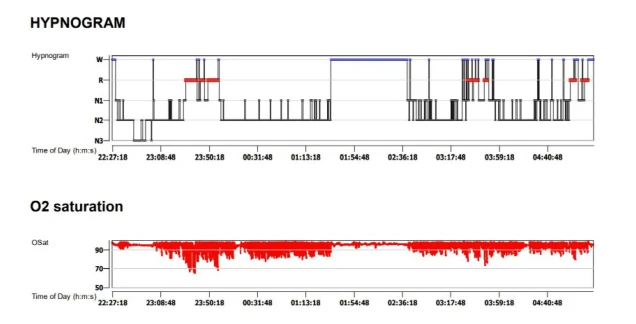 HYPNOGRAM
Hypnogram
W
R
N1
N2
N3
Time of Day (h:m:s)
22:27:18 23:08:48 23:50:18 00:31:48 01:13:18 01:54:48 02:36:18 03:17:48 03:59:18 04:40:48
O2 saturation
OSat
90
70
50
Time of Day (h:m:s)
22:27:18 23:08:48 23:50:18 00:31:48 01:13:18 01:54:48 02:36:18 03:17:48 03:59:18 04:40:48